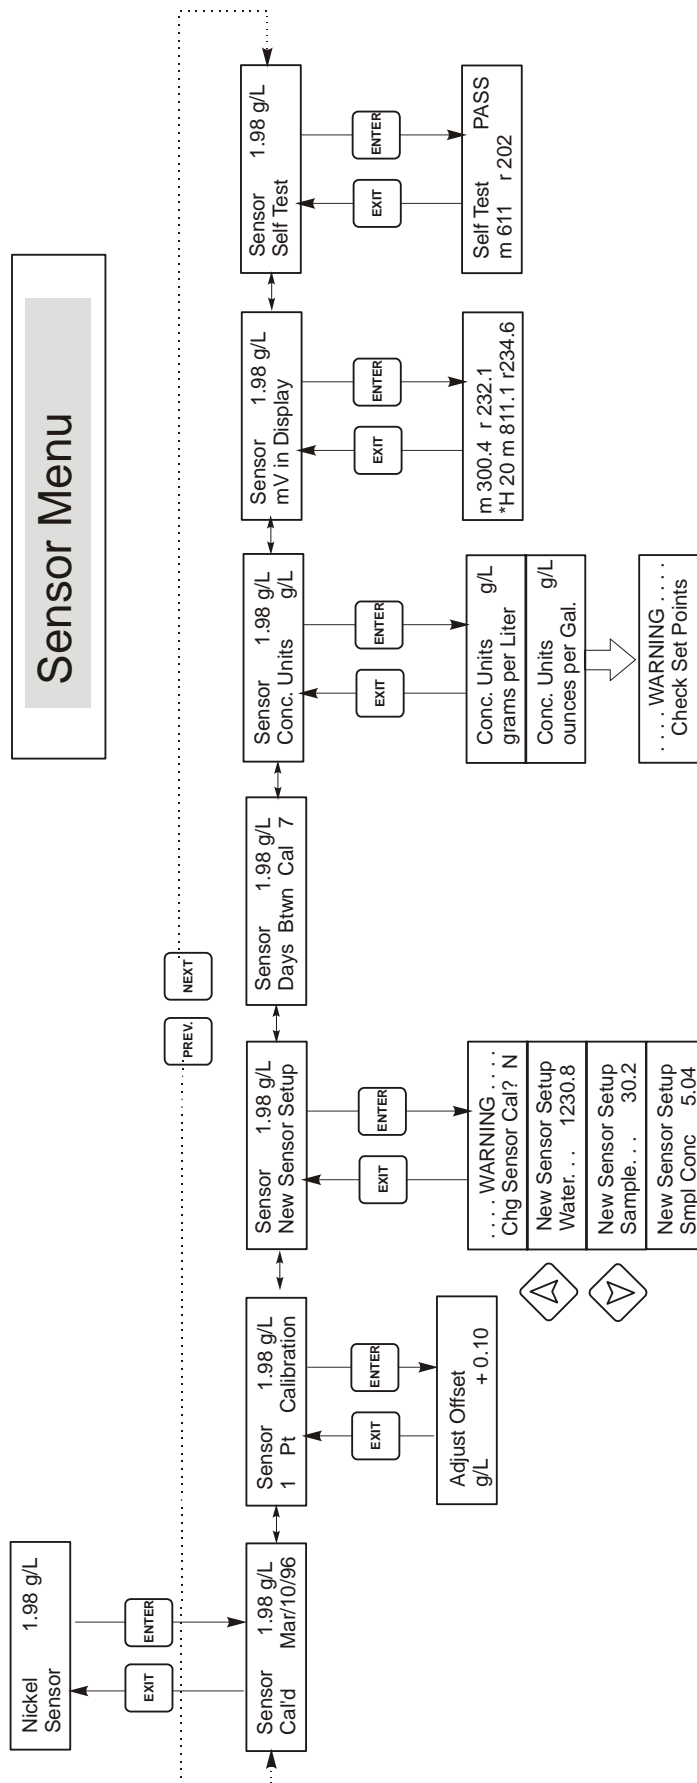 Sensor Menu
Nickel 1.98 g/L
Sensor
EXIT
ENTER
PREV.
NEXT
Sensor 1.98 g/L
Cal'd Mar/10/96
Sensor 1.98 g/L
1 Pt Calibration
EXIT
ENTER
Adjust Offset
g/L + 0.10
Sensor 1.98 g/L
New Sensor Setup
EXIT
ENTER
. . . . WARNING . . . .
Chg Sensor Cal? N
New Sensor Setup
Water. . . 1230.8
New Sensor Setup
Sample. . . 30.2
New Sensor Setup
Smpl Conc 5.04
Sensor 1.98 g/L
Days Btwn Cal 7
Sensor 1.98 g/L
Conc. Units g/L
EXIT
ENTER
Conc. Units g/L
grams per Liter
Conc. Units g/L
ounces per Gal.
. . . . WARNING . . . .
Check Set Points
Sensor 1.98 g/L
mV in Display
EXIT
ENTER
m 300.4 r 232.1
*H 20 m 811.1 r234.6
Sensor 1.98 g/L
Self Test
EXIT
ENTER
Self Test PASS
m 611 r 202